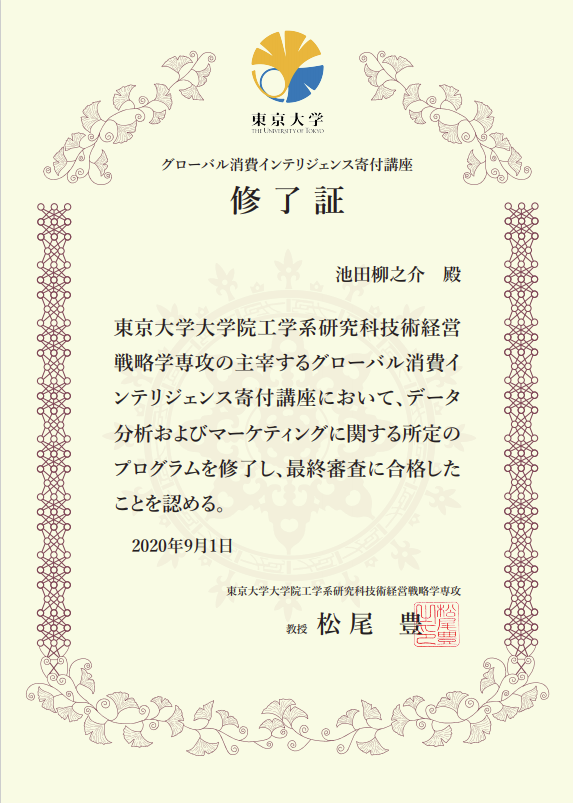 東京大学
THE UNIVERSITY OF TOKYO
グローバル消費インテリジェンス寄付講座
修了証
池田柳之介　殿
東京大学大学院工学系研究科技術経営
戦略学専攻の主宰するグローバル消費イ
ンテリジェンス寄付講座において、データ
分析およびマーケティングに関する所定の
プログラムを修了し、最終審査に合格した
ことを認める。
2020年9月1日
東京大学大学院工学系研究科技術経営戦略学専攻
教授 松尾　豊